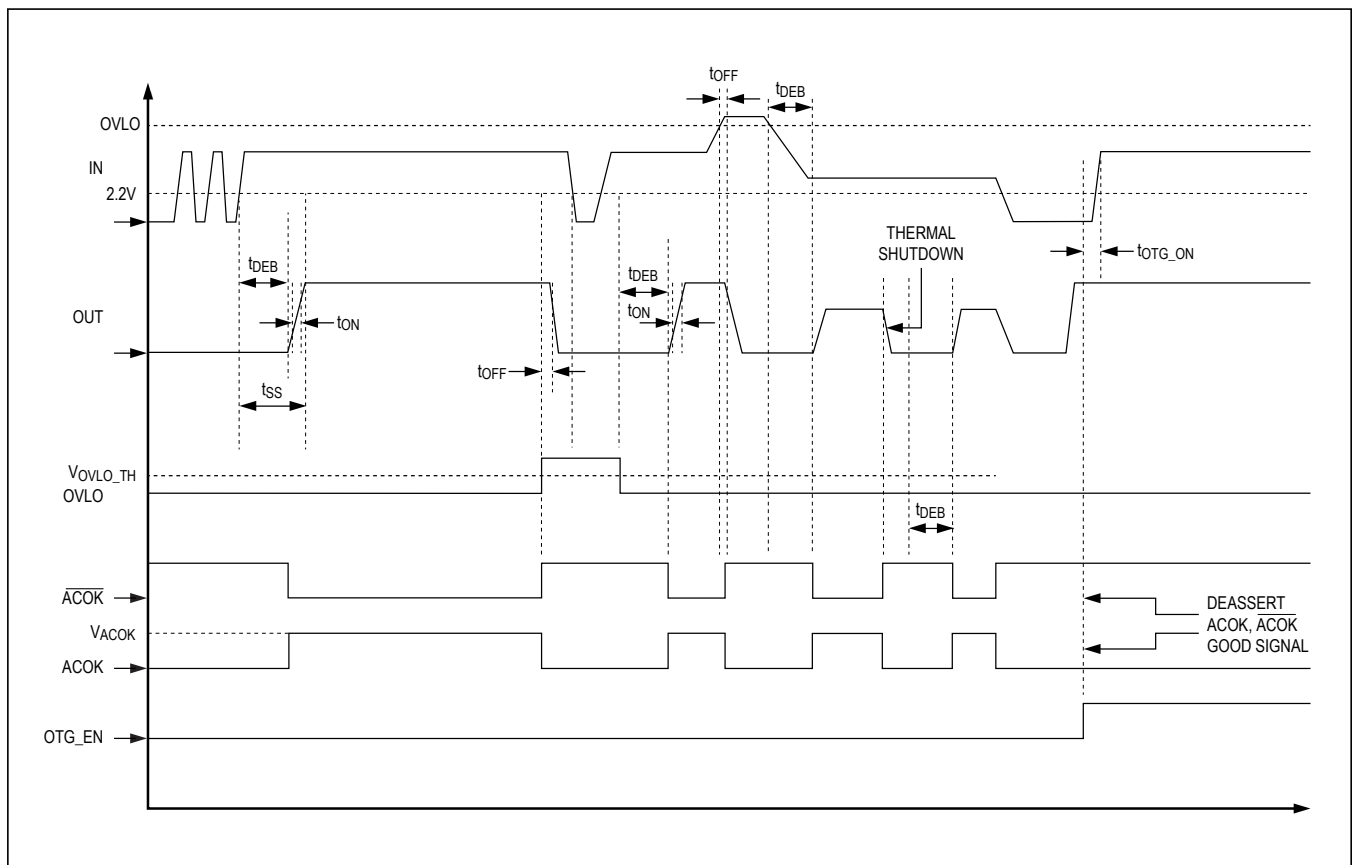 tOFF
tDEB
OVLO
IN
2.2V
THERMAL
SHUTDOWN
tOTG_ON
tDEB
tDEB
OUT
tON
tON
tOFF
tSS
VOVLO_TH
OVLO
tDEB
ACOK
DEASSERT
VACOK
ACOK, ACOK
ACOK
GOOD SIGNAL
OTG_EN